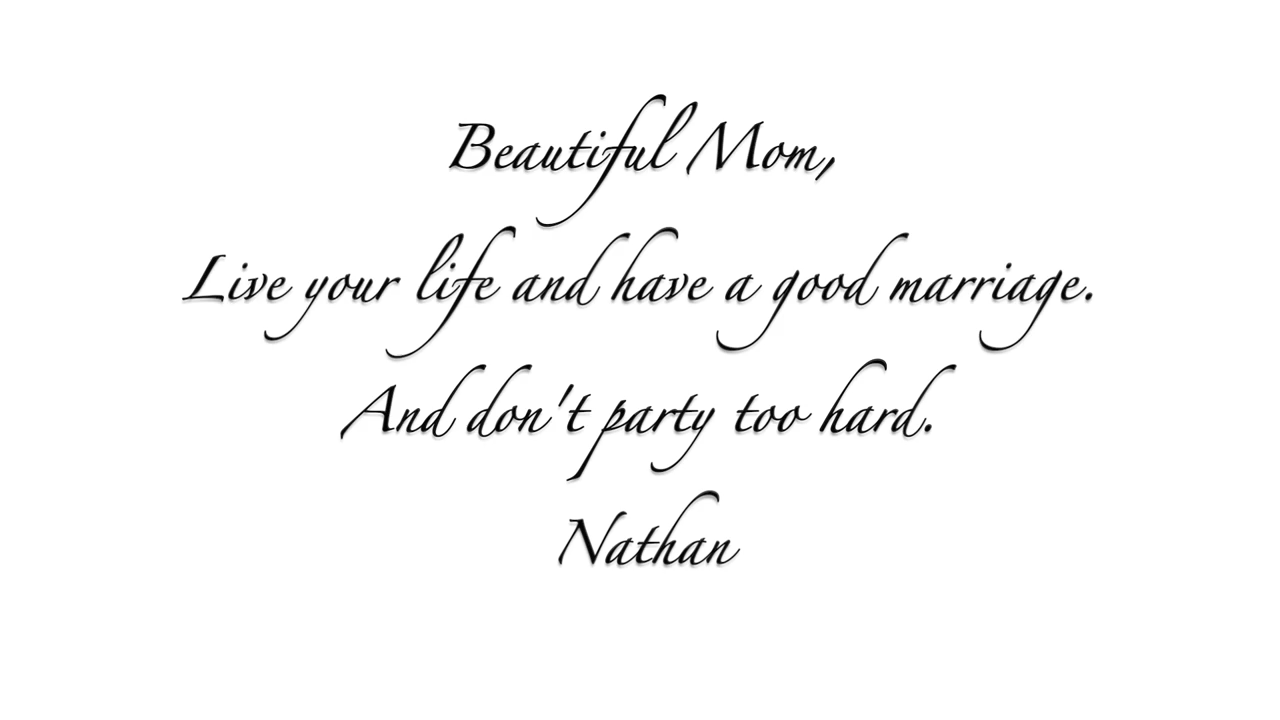 Beautiful Mom,
Live your life and have a good marriage.
And don't party too hard.
Nathan